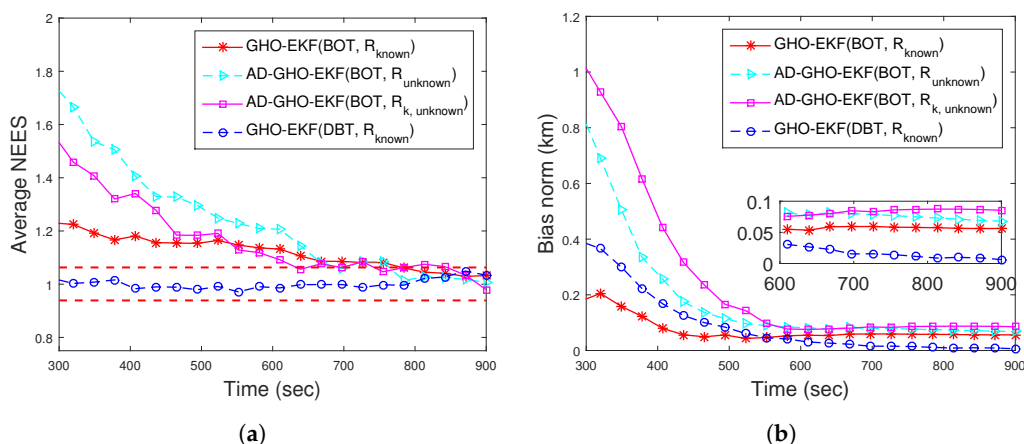 2
1.8
1.6
1.4
1.2
1
0.8
300 400 500 600 700 800 900
Average NEES
Time (sec)
GHO-EKF(BOT, R_known)
AD-GHO-EKF(BOT, R_unknown)
AD-GHO-EKF(BOT, R_k, unknown)
GHO-EKF(DBT, R_known)
(a)
1.2
1
0.8
0.6
0.4
0.2
0
300 400 500 600 700 800 900
Bias norm (km)
Time (sec)
GHO-EKF(BOT, R_known)
AD-GHO-EKF(BOT, R_unknown)
AD-GHO-EKF(BOT, R_k, unknown)
GHO-EKF(DBT, R_known)
0.1
0.05
0
600 700 800 900
(b)